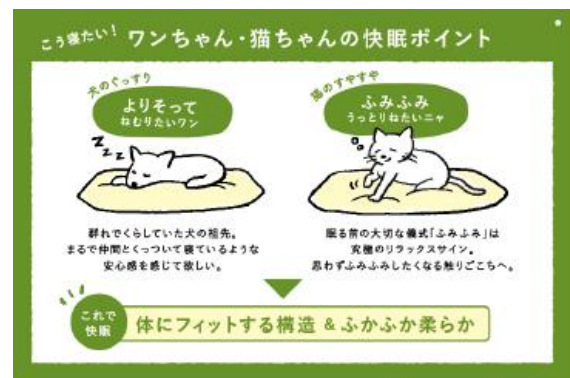 こう寝たい！ ワンちゃん・猫ちゃんの快眠ポイント
犬のぐっすり
よりそって
ねむりたいワン
zzz
群れでくらしていた犬の祖先。
まるで仲間とくっついて寝ているような
安心感を感じて欲しい。
猫のすやすや
ふみふみ
うっとりねたいニャ
眠る前の大切な儀式「ふみふみ」は
究極のリラックスサイン。
思わずふみふみしたくなる触りごこちへ。
これで
快眠
体にフィットする構造 & ふかふか柔らか